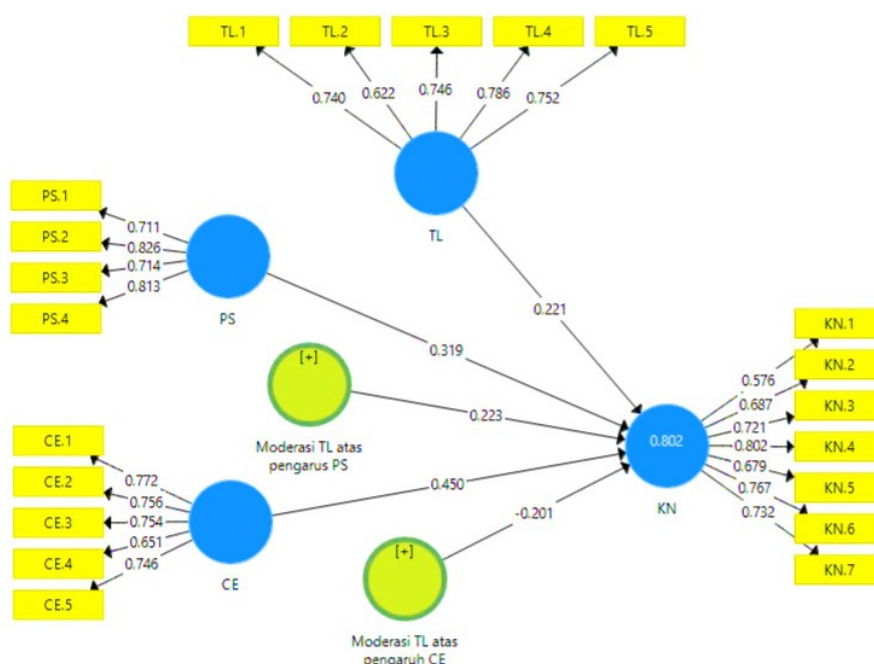 TL.1 TL.2 TL.3 TL.4 TL.5
0.740 0.622 0.746 0.786 0.752
TL
PS.1
PS.2
PS.3
PS.4
0.711
0.826
0.714
0.813
PS
0.221
0.319
[+]
Moderasi TL atas
pengarus PS
0.223
CE.1
CE.2
CE.3
CE.4
CE.5
0.772
0.756
0.754
0.651
0.746
CE
0.450
-0.201
[+]
Moderasi TL atas
pengaruh CE
0.802
KN
0.576
0.687
0.721
0.802
0.679
0.767
0.732
KN.1
KN.2
KN.3
KN.4
KN.5
KN.6
KN.7